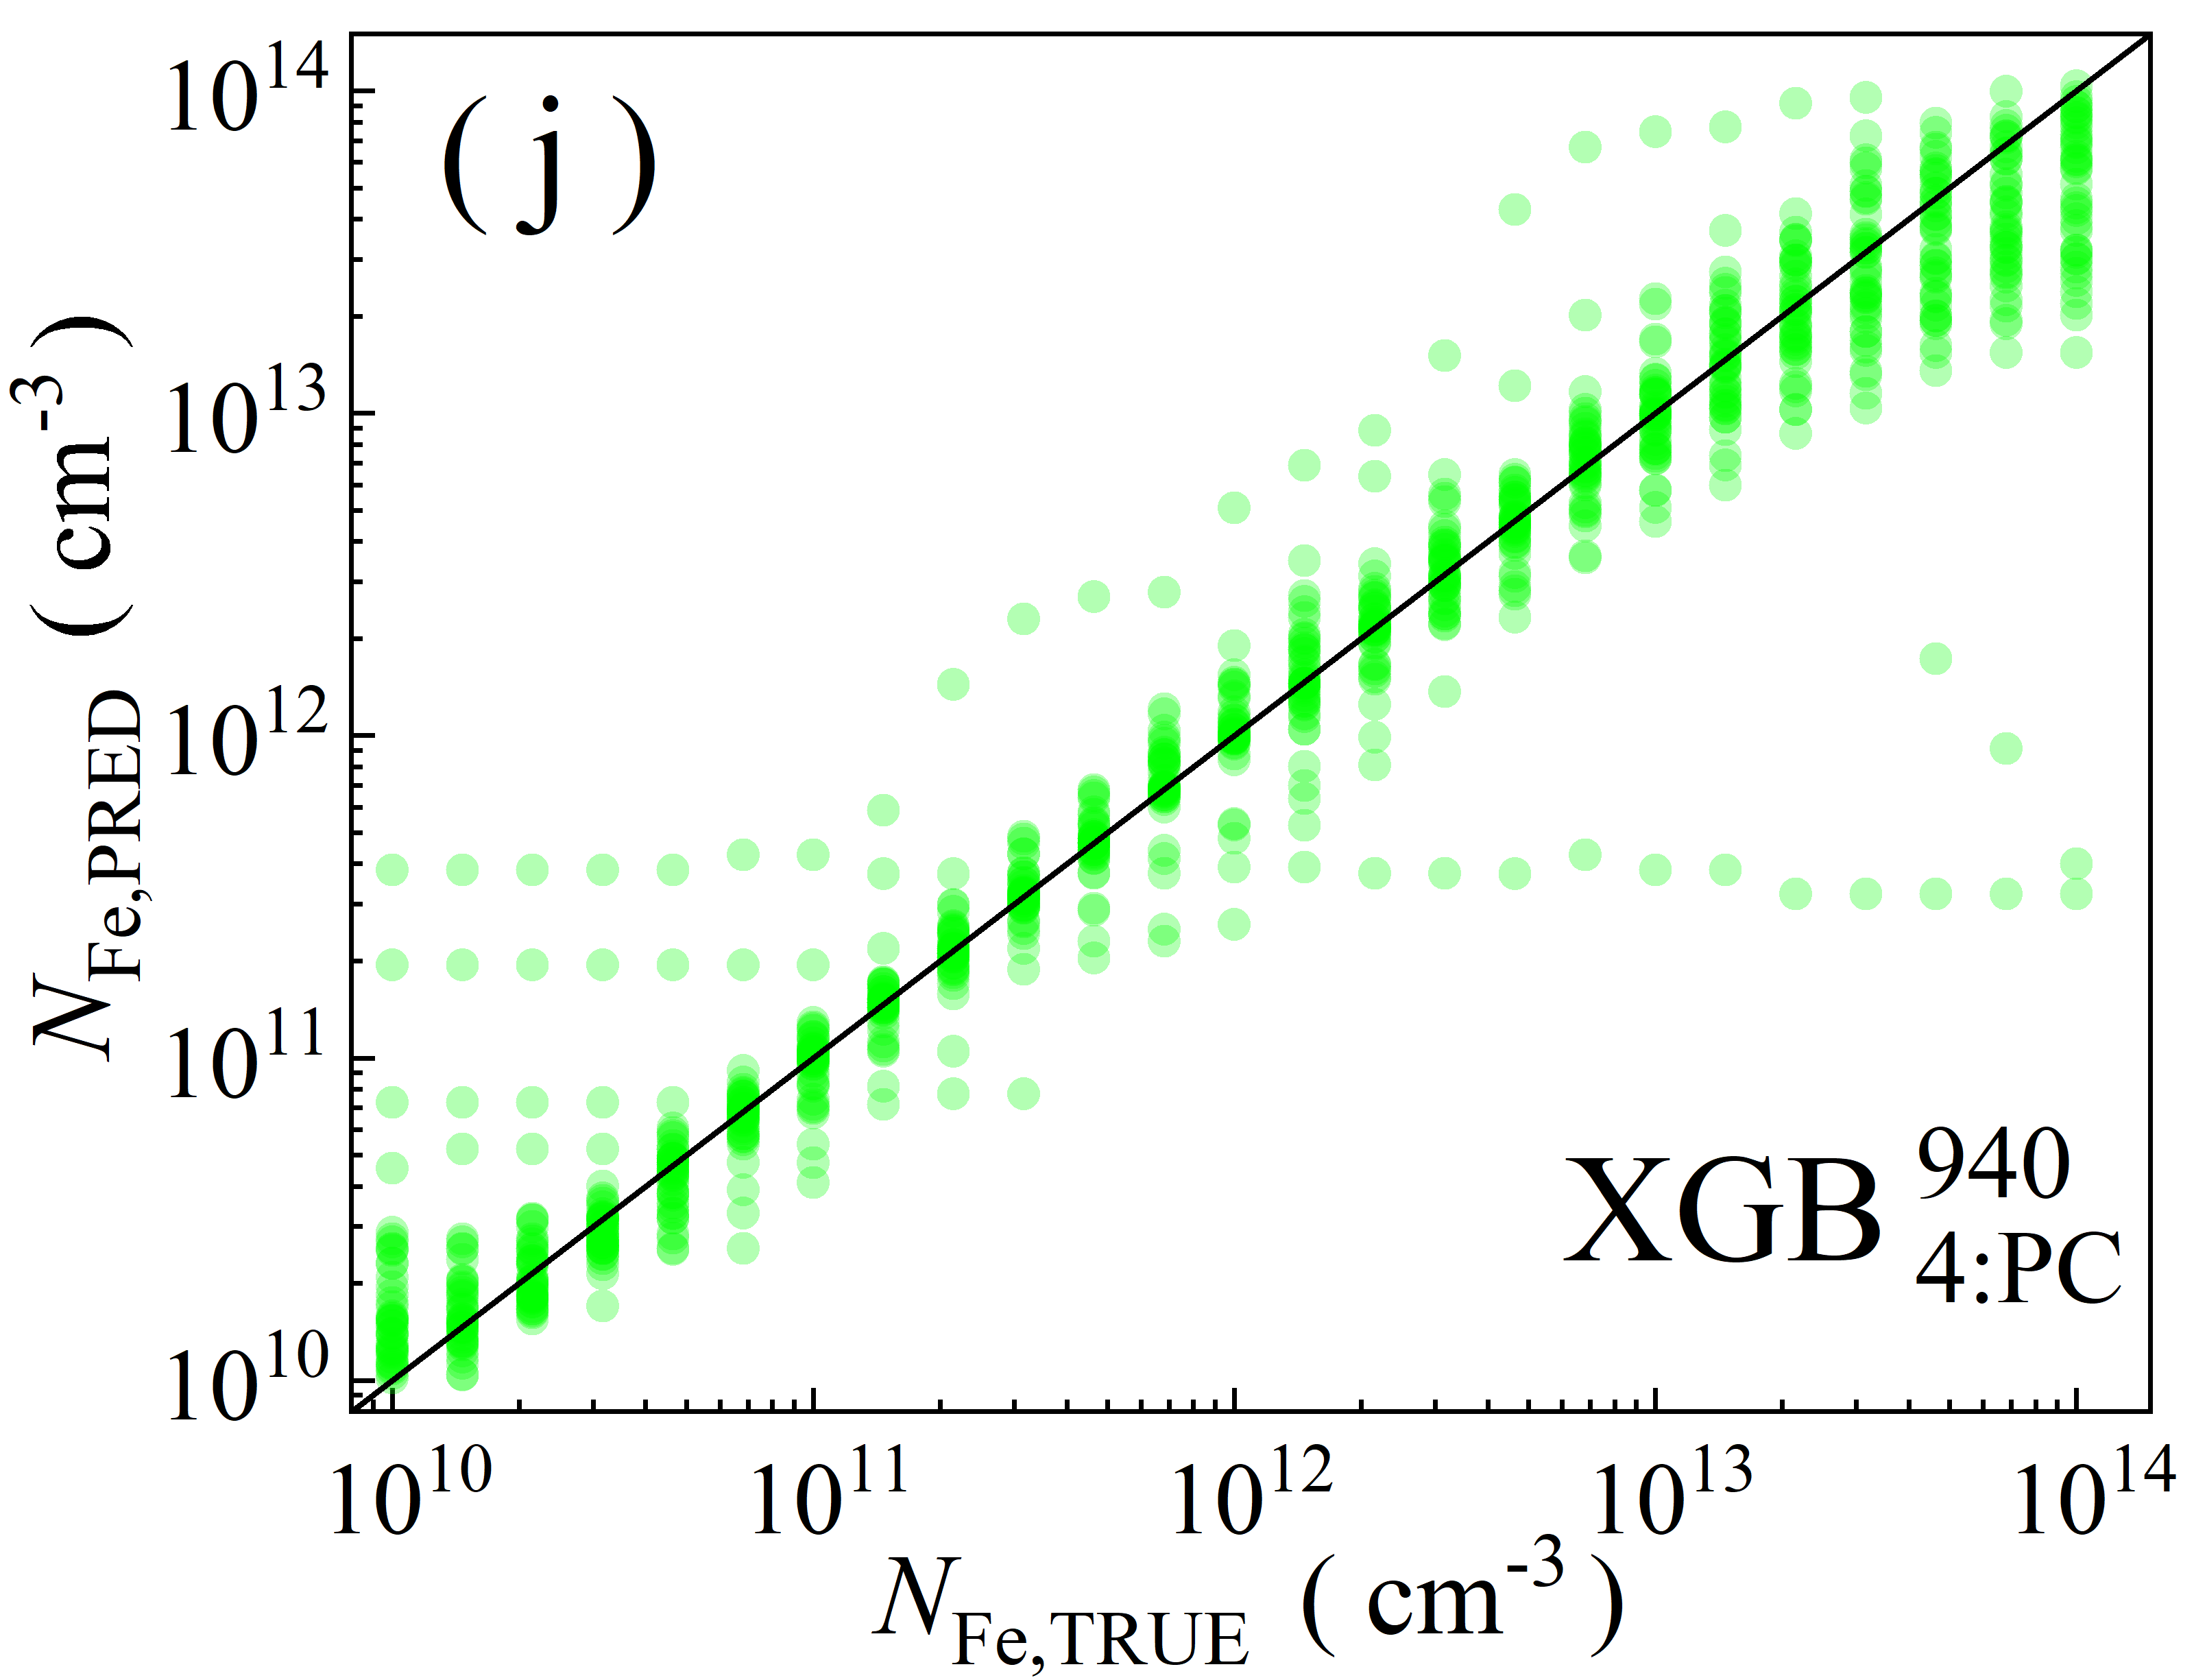 ( j )
10^14
10^13
10^12
10^11
10^10
N_Fe,PRED ( cm^-3 )
XGB 940
4:PC
10^10 10^11 10^12 10^13 10^14
N_Fe,TRUE ( cm^-3 )